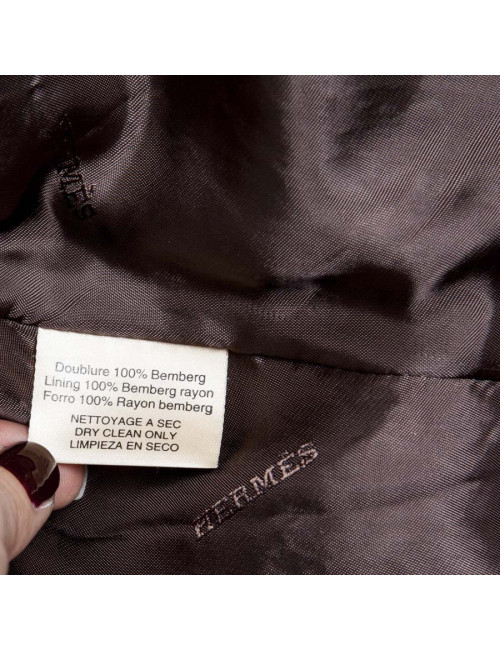 HERMÈS
Doublure 100% Bemberg
Lining 100% Bemberg rayon
Forro 100% Rayon bemberg
NETTOYAGE A SEC
DRY CLEAN ONLY
LIMPIEZA EN SECO
HERMÈS